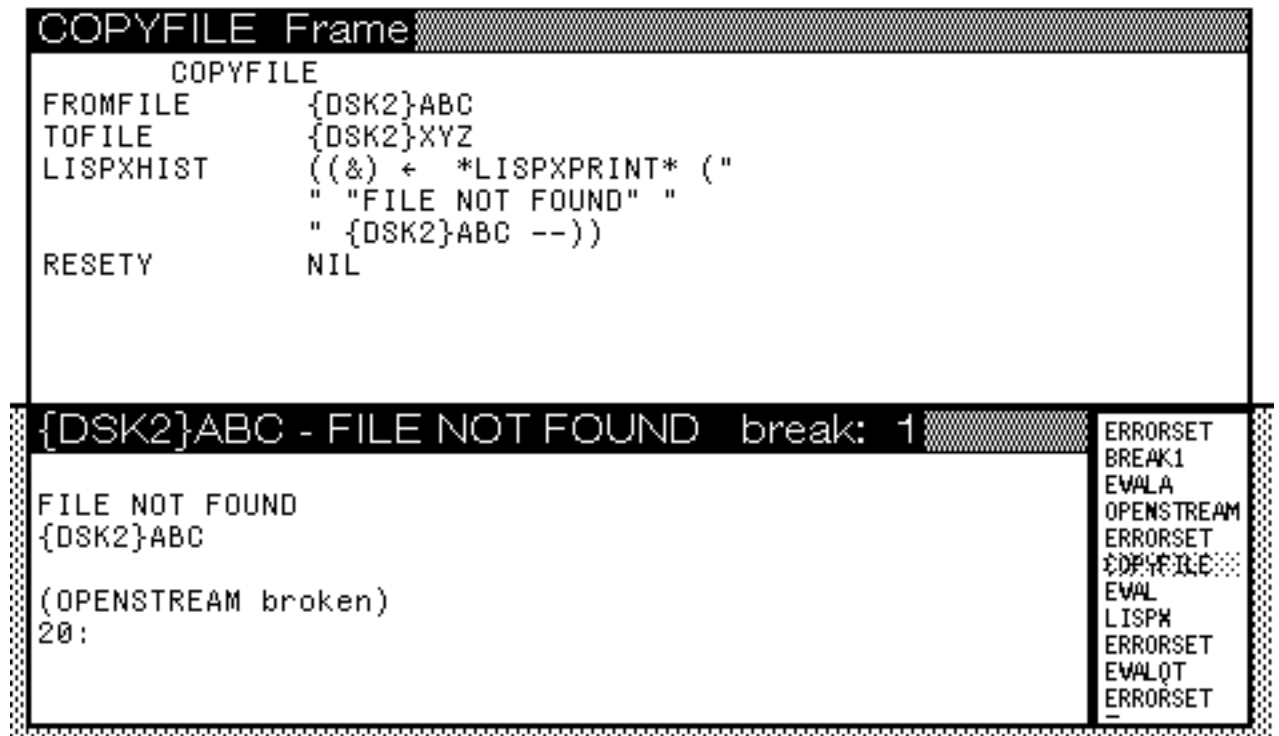 COPYFILE Frame
COPYFILE
FROMFILE {DSK2}ABC
TOFILE {DSK2}XYZ
LISPXHIST ((&) ← *LISPXPRINT* ("
" "FILE NOT FOUND" "
" {DSK2}ABC --))
RESETY NIL
{DSK2}ABC - FILE NOT FOUND break: 1
FILE NOT FOUND
{DSK2}ABC
(OPENSTREAM broken)
20:
ERRORSET
BREAK1
EVALA
OPENSTREAM
ERRORSET
COPYFILE
EVAL
LISPX
ERRORSET
EVALQT
ERRORSET